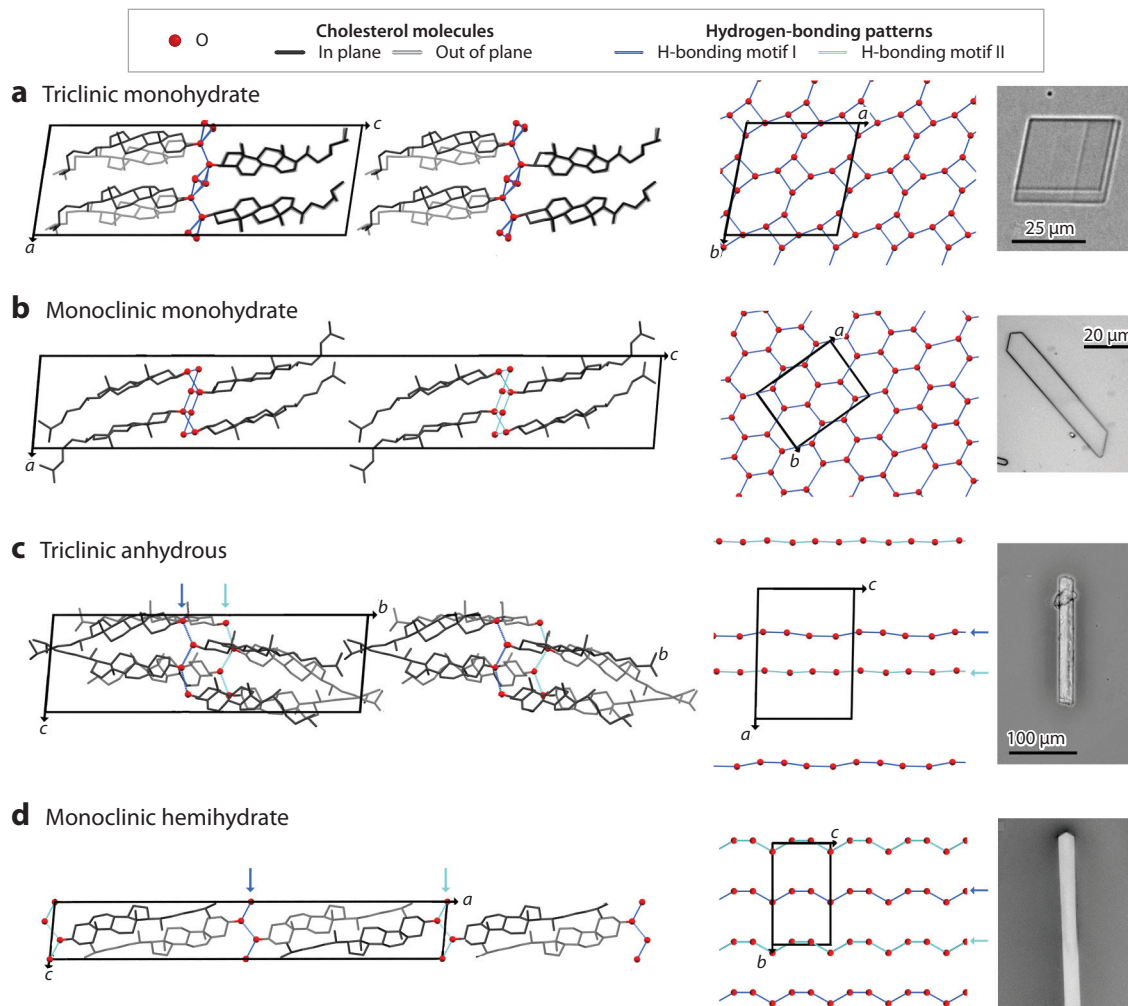 Cholesterol molecules
Hydrogen-bonding patterns
O
In plane
Out of plane
H-bonding motif I
H-bonding motif II
a Triclinic monohydrate
c
a
a
b
25 µm
b Monoclinic monohydrate
c
a
a
b
20 µm
c Triclinic anhydrous
b
b
c
c
a
100 µm
d Monoclinic hemihydrate
a
c
c
b